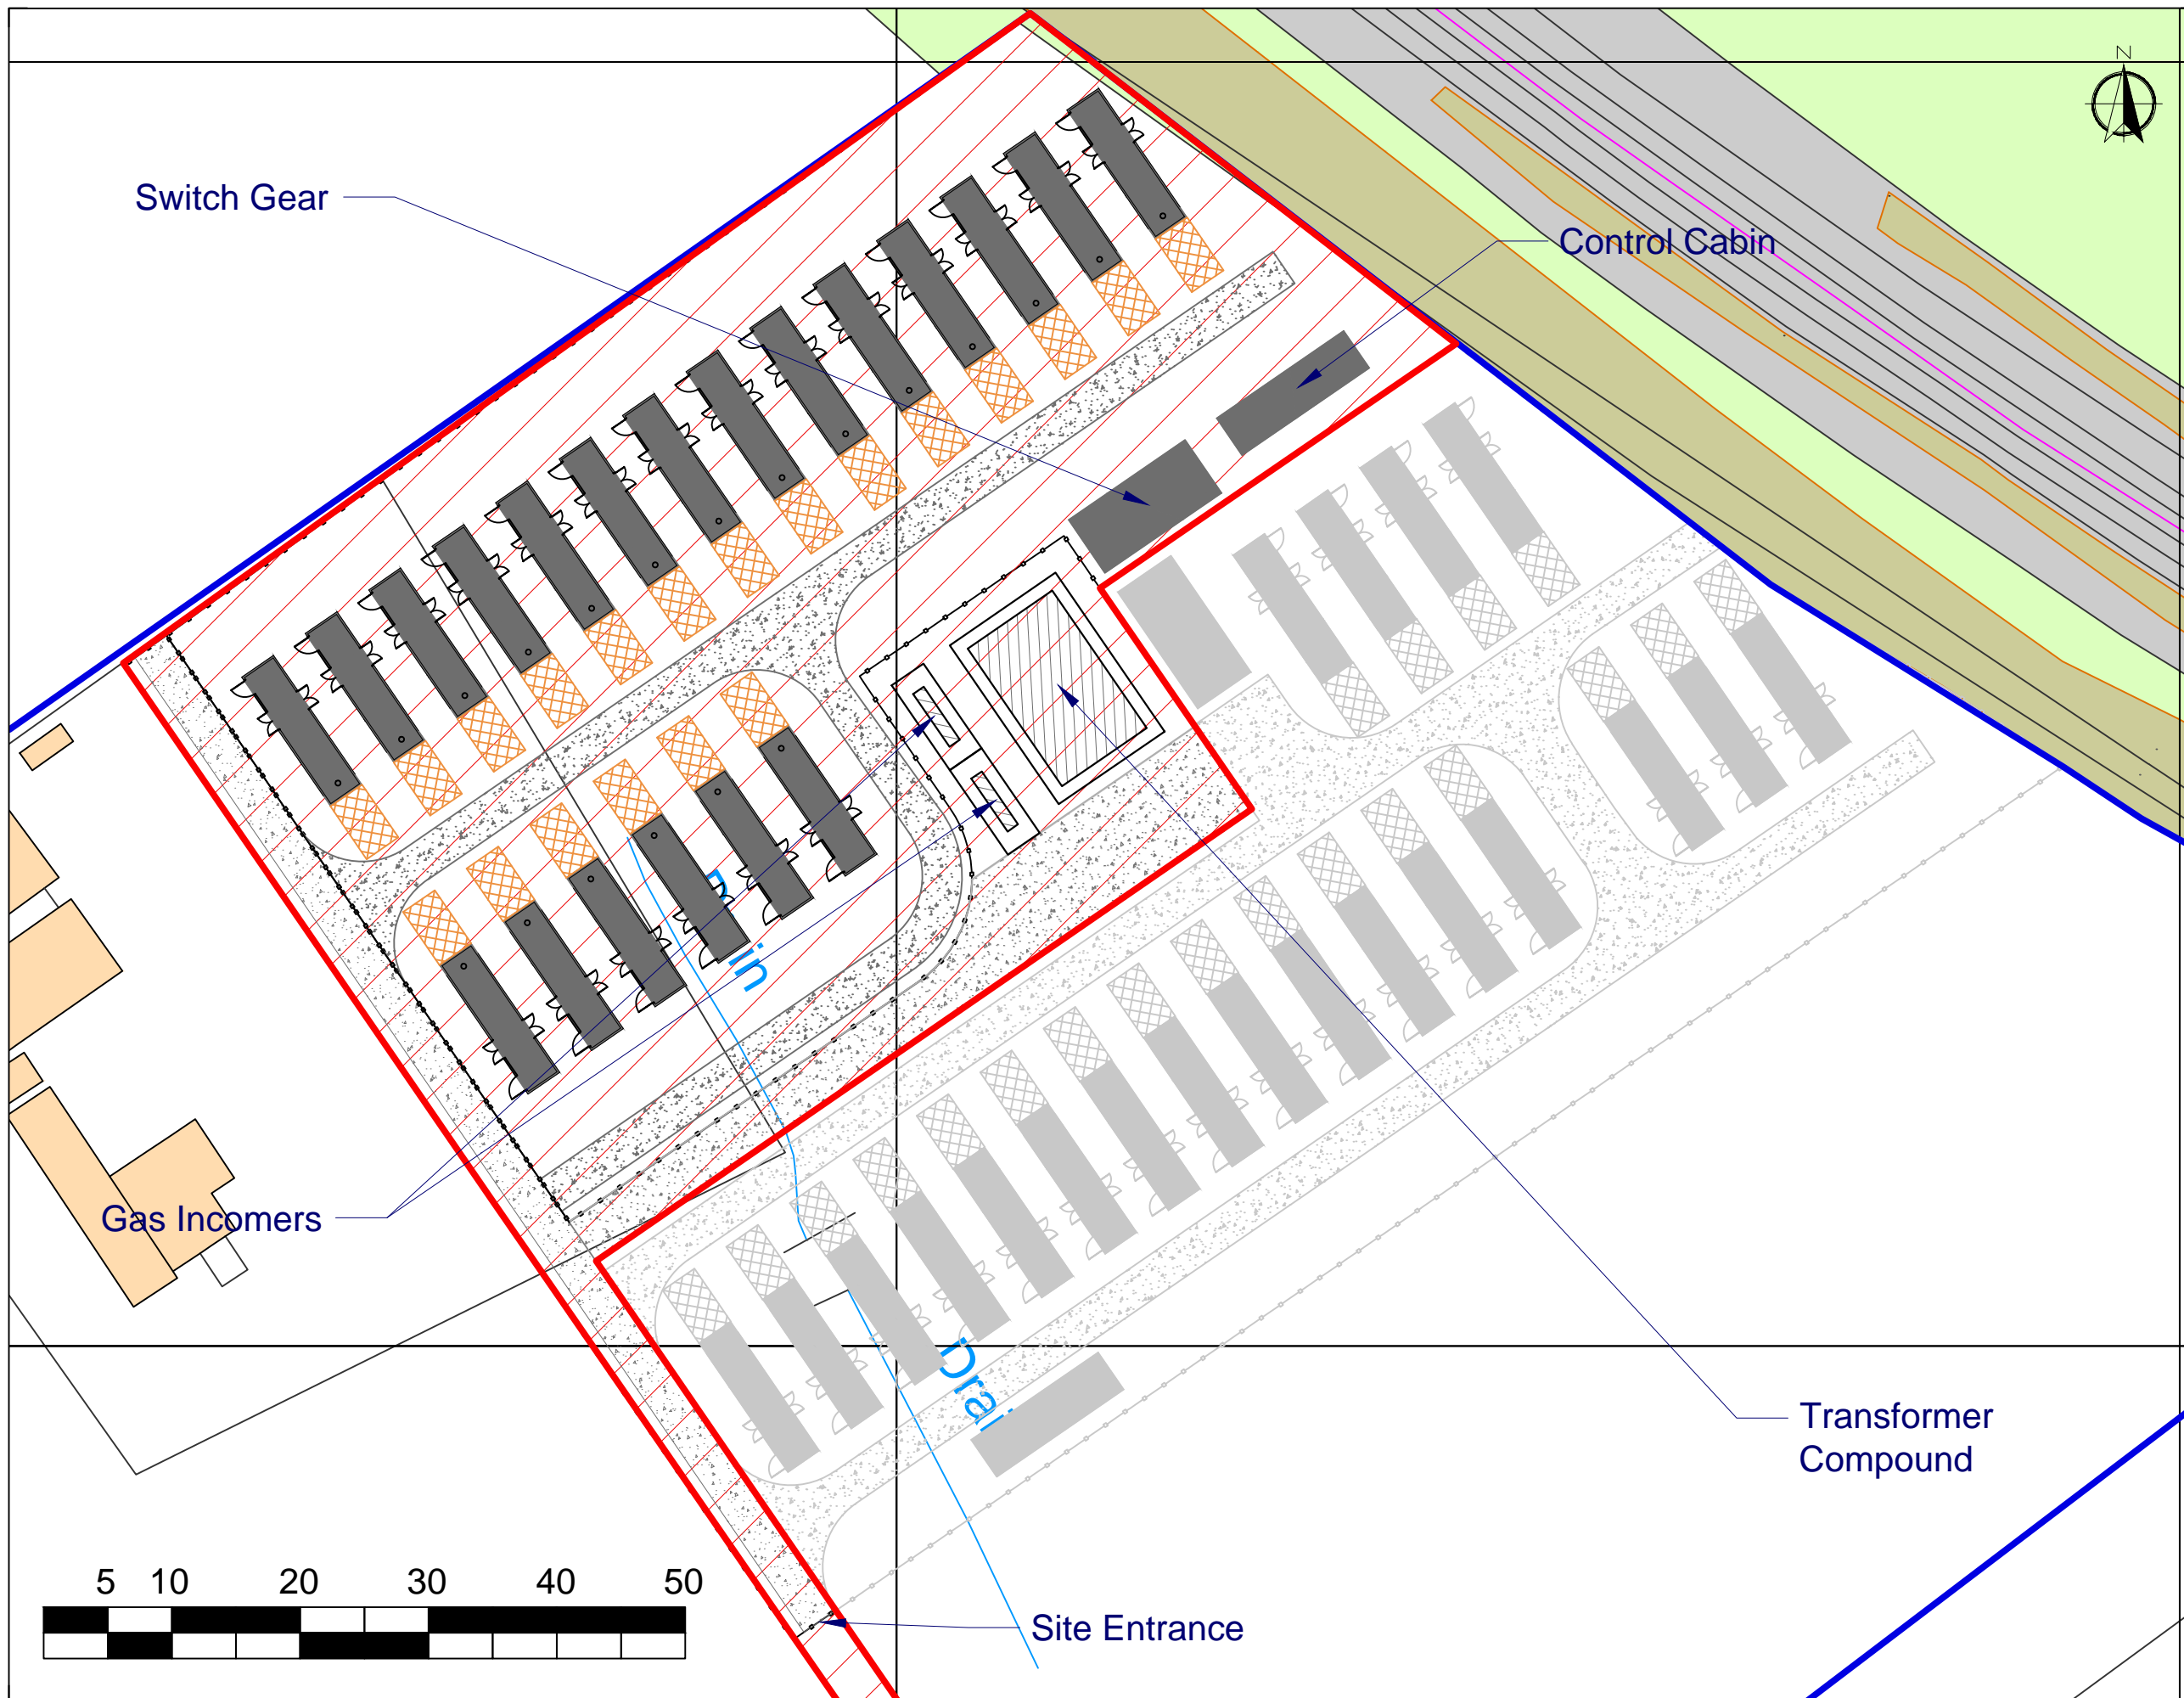 N
Switch Gear
Control Cabin
Gas Incomers
Transformer
Compound
5 10 20 30 40 50
Site Entrance